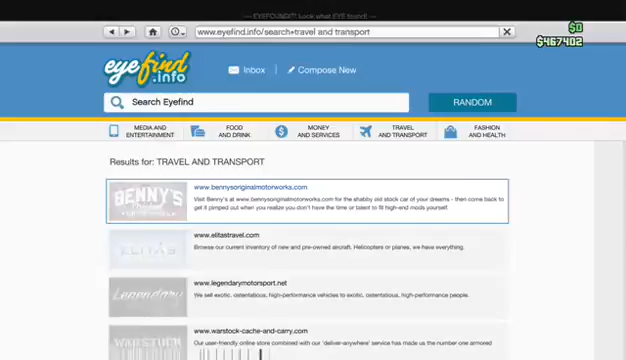 EYEFOUND!! Look what EYE found!
$0
www.eyefind.info/search=travel and transport
$467402
eyefind
.info
Inbox
Compose New
Search Eyefind
RANDOM
MEDIA AND
ENTERTAINMENT
FOOD
AND DRINK
MONEY
AND SERVICES
TRAVEL
AND TRANSPORT
FASHION
AND HEALTH
Results for: TRAVEL AND TRANSPORT
BENNY'S
www.bennysoriginalmotorworks.com
Visit Benny's at www.bennysoriginalmotorworks.com for the shabby old stock car of your dreams - then come back to
get it pimped out when you realize you don't have the time or talent to fit high-end mods yourself.
ELITÁS
www.elitastravel.com
Browse our current inventory of new and pre-owned aircraft. Helicopters or planes, we have everything.
Legendary
www.legendarymotorsport.net
We sell exotic, ostentatious, high-performance vehicles to exotic, ostentatious, high-performance people.
WARSTOCK
www.warstock-cache-and-carry.com
Our user-friendly online store combined with our 'deliver-anywhere' service has made us the number one armored